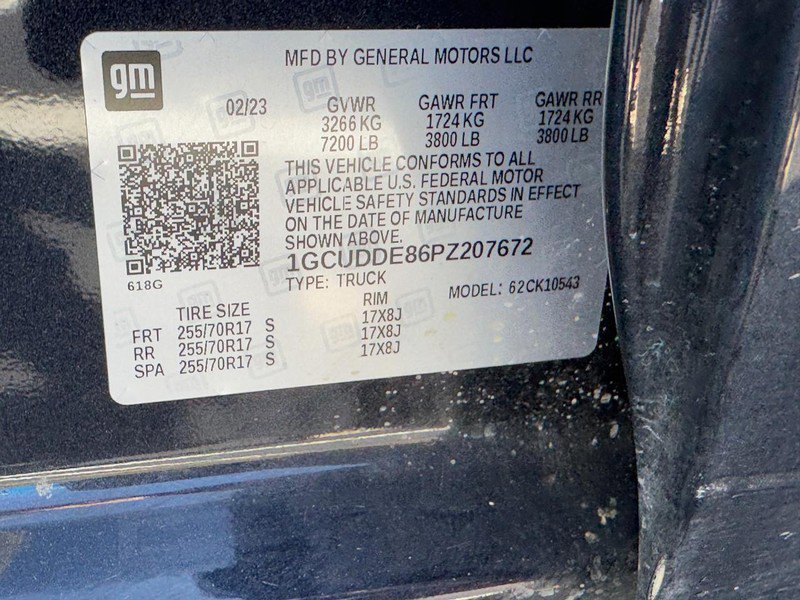 gm
MFD BY GENERAL MOTORS LLC
02/23 GVWR GAWR FRT GAWR RR
3266 KG 1724 KG 1724 KG
7200 LB 3800 LB 3800 LB
THIS VEHICLE CONFORMS TO ALL
APPLICABLE U.S. FEDERAL MOTOR
VEHICLE SAFETY STANDARDS IN EFFECT
ON THE DATE OF MANUFACTURE
SHOWN ABOVE.
1GCUDDE86PZ207672
618G
TYPE: TRUCK MODEL: 62CK10543
TIRE SIZE RIM
FRT 255/70R17 S 17X8J
RR 255/70R17 S 17X8J
SPA 255/70R17 S 17X8J